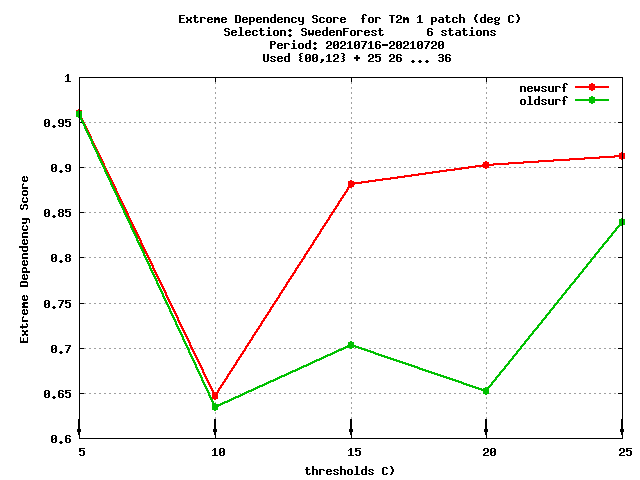 Extreme Dependency Score  for T2m 1 patch (deg C)
Selection: SwedenForest      6 stations
Period: 20210716-20210720
Used {00,12} + 25 26 ... 36
newsurf
oldsurf
1
0.95
0.9
0.85
0.8
0.75
0.7
0.65
0.6
Extreme Dependency Score
5 10 15 20 25
thresholds C)